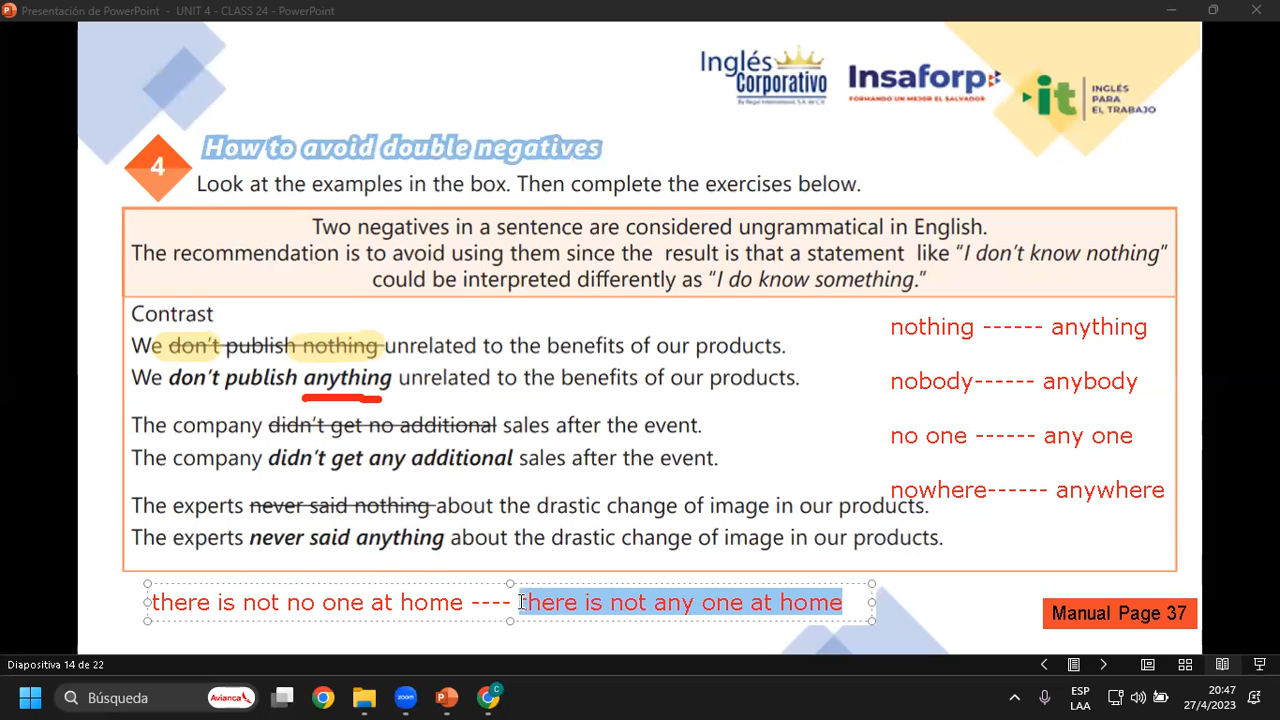 Presentación de PowerPoint - UNIT 4 - CLASS 24 - PowerPoint
Inglés
Corporativo
By Regal International, S.A. de C.V.
Insaforp
FORMANDO UN MEJOR EL SALVADOR
it
INGLÉS
PARA
EL TRABAJO
4
How to avoid double negatives
Look at the examples in the box. Then complete the exercises below.
Two negatives in a sentence are considered ungrammatical in English.
The recommendation is to avoid using them since the result is that a statement like “I don’t know nothing”
could be interpreted differently as “I do know something.”
Contrast
We don’t publish nothing unrelated to the benefits of our products.
We don’t publish anything unrelated to the benefits of our products.
The company didn’t get no additional sales after the event.
The company didn’t get any additional sales after the event.
The experts never said nothing about the drastic change of image in our products.
The experts never said anything about the drastic change of image in our products.
nothing ------ anything
nobody------ anybody
no one ------ any one
nowhere------ anywhere
there is not no one at home ---- there is not any one at home
Manual Page 37
Diapositiva 14 de 22
Búsqueda
Avianca
zoom
C
ESP
LAA
20:47
27/4/2023